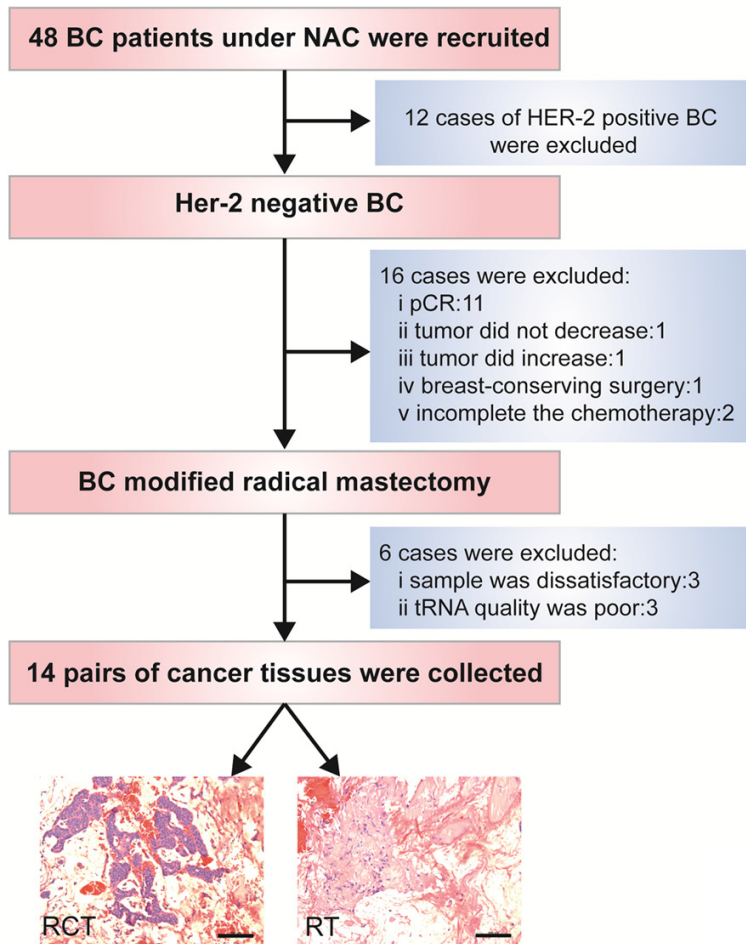 48 BC patients under NAC were recruited
12 cases of HER-2 positive BC
were excluded
Her-2 negative BC
16 cases were excluded:
i pCR:11
ii tumor did not decrease:1
iii tumor did increase:1
iv breast-conserving surgery:1
v incomplete the chemotherapy:2
BC modified radical mastectomy
6 cases were excluded:
i sample was dissatisfactory:3
ii tRNA quality was poor:3
14 pairs of cancer tissues were collected
RCT
RT